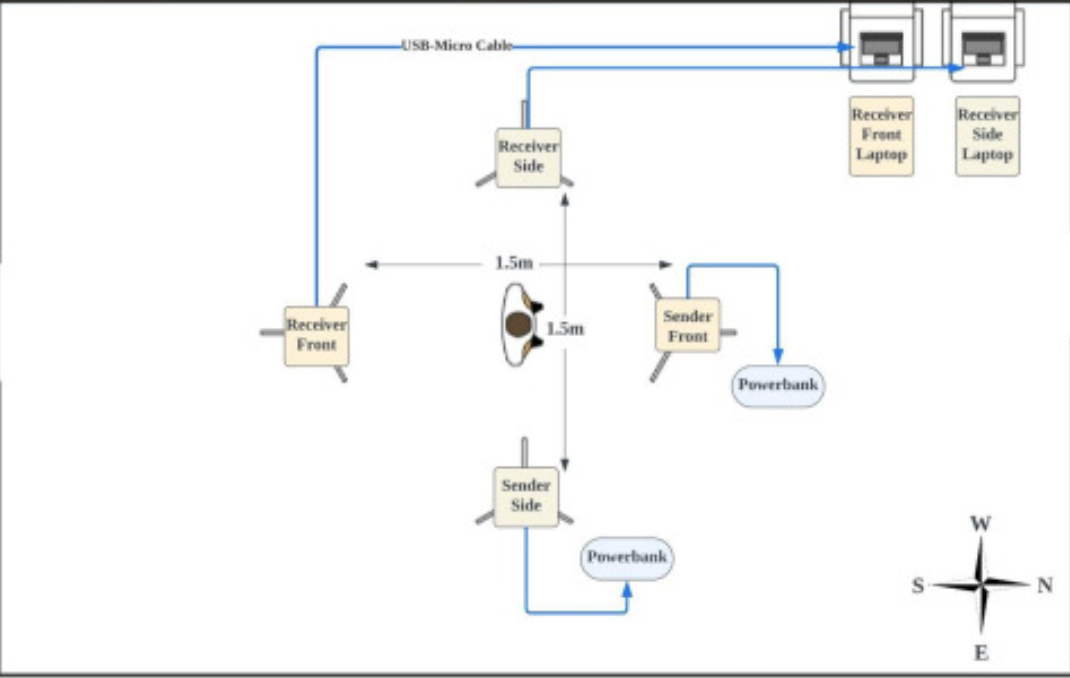 USB-Micro Cable
Receiver
Front
Laptop
Receiver
Side
Laptop
Receiver
Side
1.5m
Receiver
Front
1.5m
Sender
Front
Powerbank
Sender
Side
Powerbank
W
S
N
E